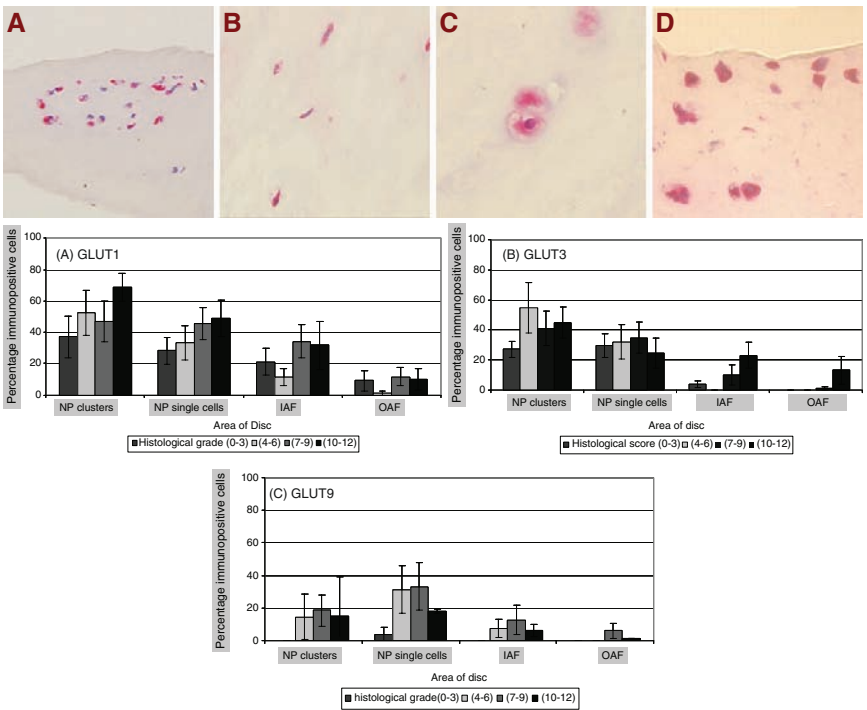 A
B
C
D
Percentage immunopositive cells
(A) GLUT1
100
80
60
40
20
0
NP clusters
NP single cells
IAF
OAF
Area of Disc
Histological grade (0-3) (4-6) (7-9) (10-12)
Percentage immunopositive cells
(B) GLUT3
100
80
60
40
20
0
NP clusters
NP single cells
IAF
OAF
Area of disc
Histological score (0-3) (4-6) (7-9) (10-12)
Percentage immunopositive cells
(C) GLUT9
100
80
60
40
20
0
NP clusters
NP single cells
IAF
OAF
Area of disc
histological grade(0-3) (4-6) (7-9) (10-12)